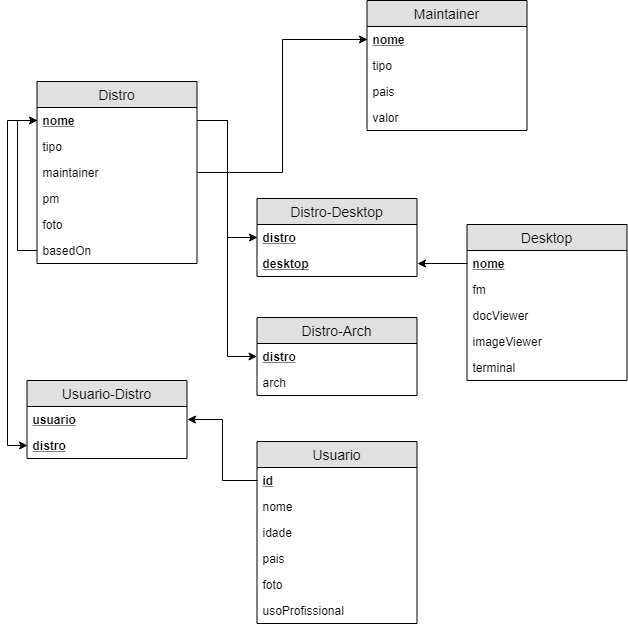 Maintainer
nome
tipo
pais
valor
Distro
nome
tipo
maintainer
pm
foto
basedOn
Distro-Desktop
distro
desktop
Desktop
nome
fm
docViewer
imageViewer
terminal
Distro-Arch
distro
arch
Usuario-Distro
usuario
distro
Usuario
id
nome
idade
pais
foto
usoProfissional